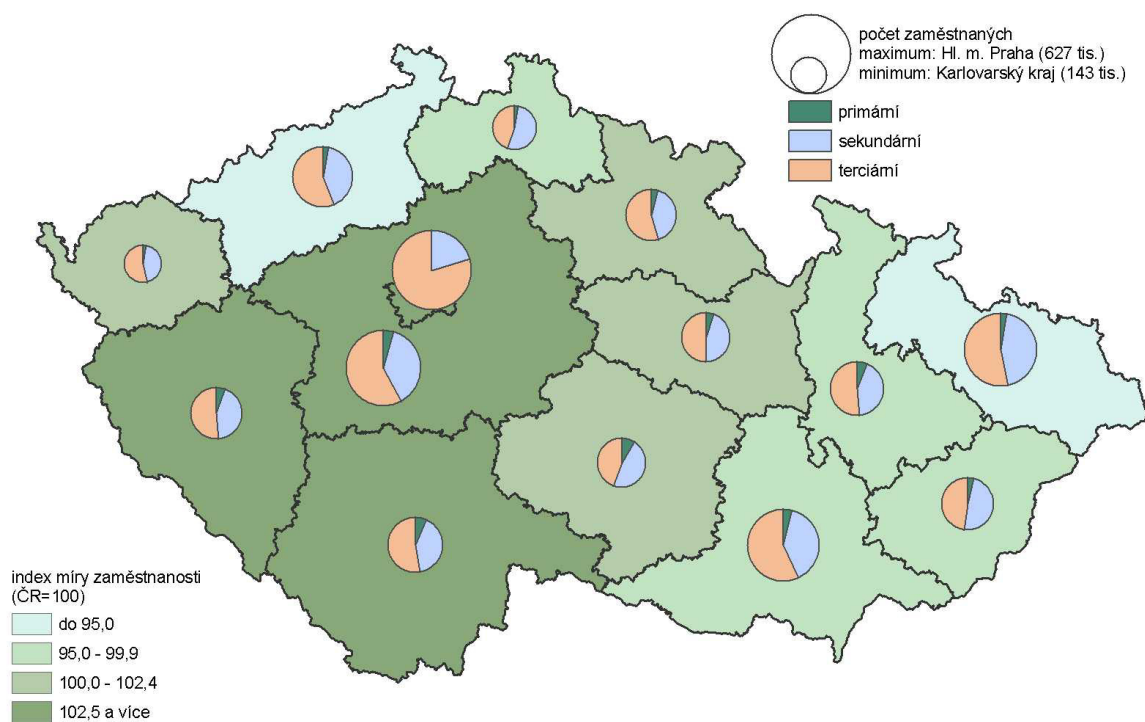 počet zaměstnaných
maximum: Hl. m. Praha (627 tis.)
minimum: Karlovarský kraj (143 tis.)
primární
sekundární
terciární
index míry zaměstnanosti
(ČR=100)
do 95,0
95,0 - 99,9
100,0 - 102,4
102,5 a více